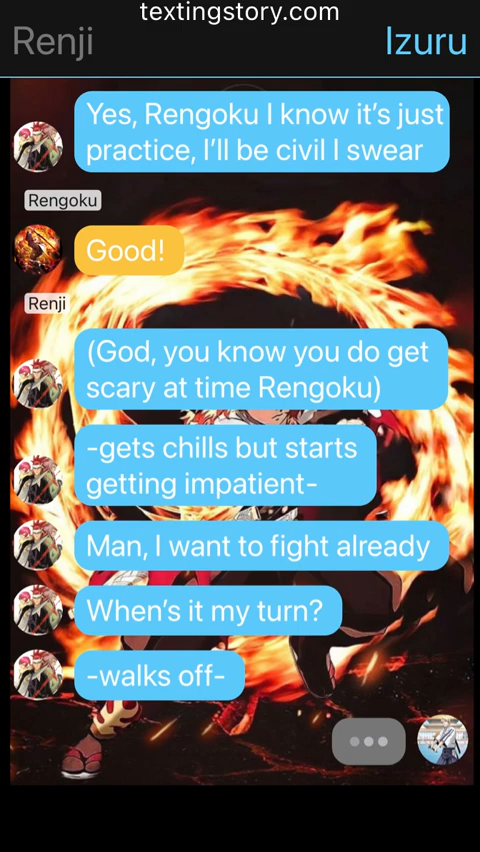 textingstory.com
Renji
Izuru
Yes, Rengoku I know it's just
practice, I'll be civil I swear
Rengoku
Good!
Renji
(God, you know you do get
scary at time Rengoku)
-gets chills but starts
getting impatient-
Man, I want to fight already
When's it my turn?
-walks off-